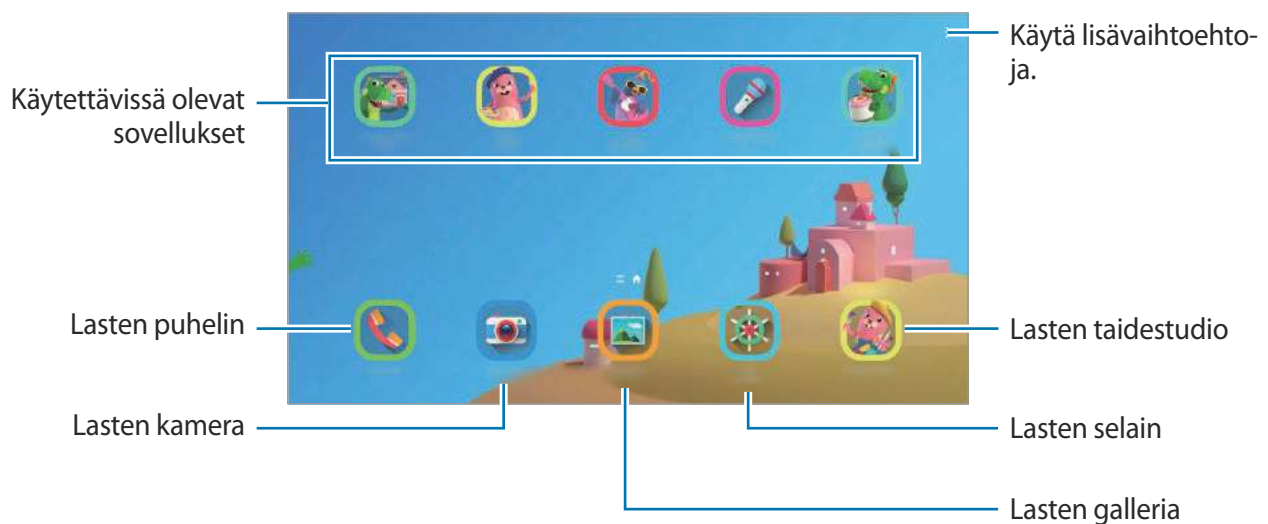 Käytä lisävaihtoehto-
ja.
Käytettävissä olevat
sovellukset
Lasten puhelin
Lasten taidestudio
Lasten kamera
Lasten selain
Lasten galleria